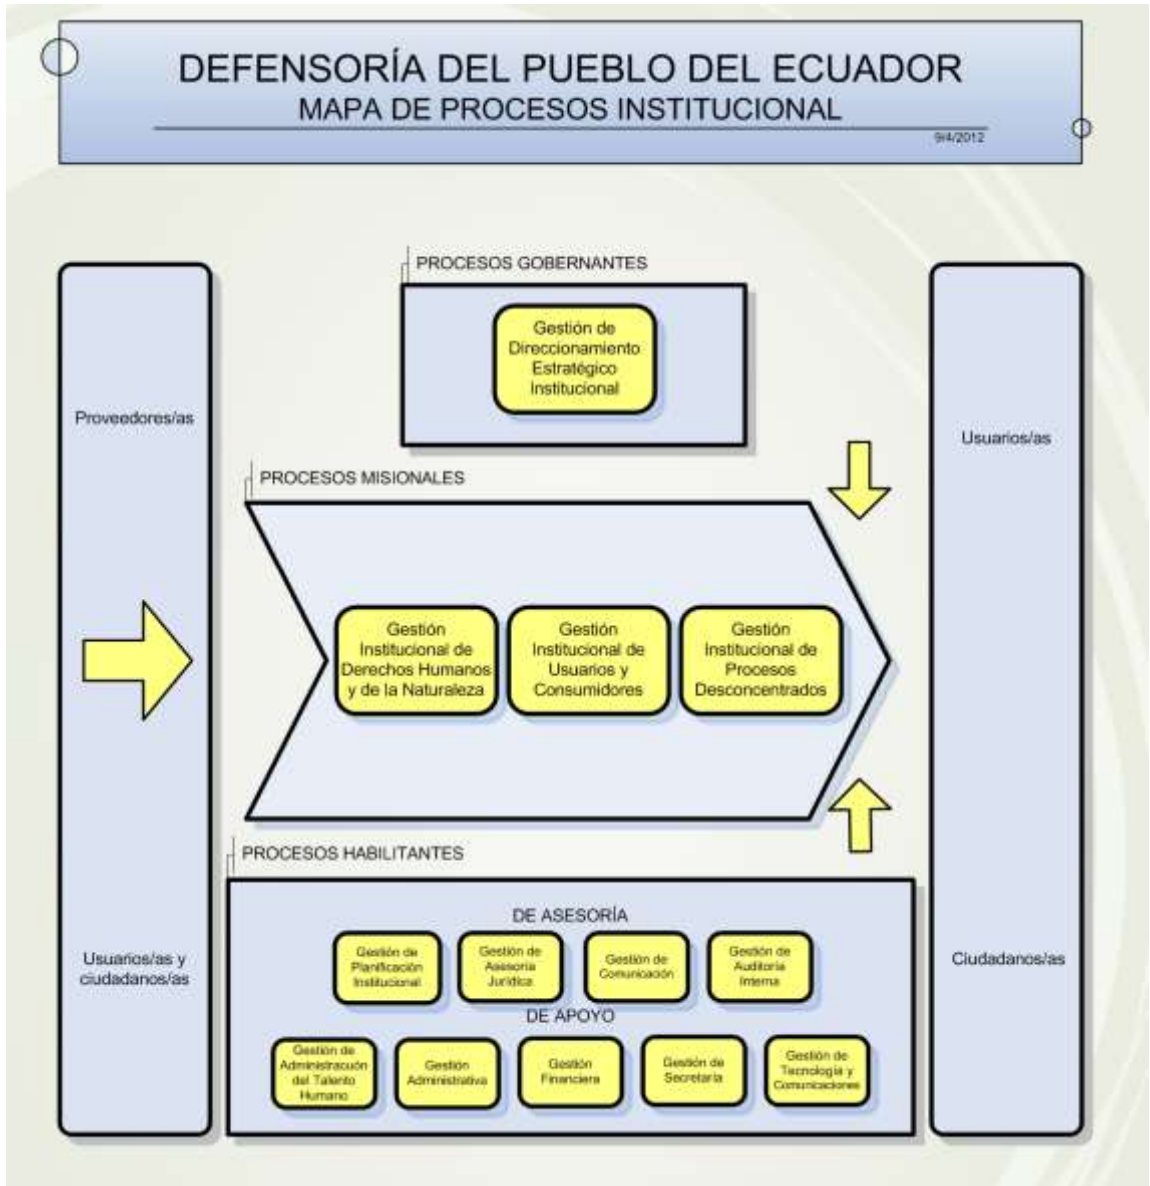 DEFENSORÍA DEL PUEBLO DEL ECUADOR
MAPA DE PROCESOS INSTITUCIONAL
9/4/2012
PROCESOS GOBERNANTES
Gestión de
Direccionamiento
Estratégico
Institucional
Proveedores/as
Usuarios/as
PROCESOS MISIONALES
Gestión
Institucional de
Derechos Humanos
y de la Naturaleza
Gestión
Institucional de
Usuarios y
Consumidores
Gestión
Institucional de
Procesos
Desconcentrados
PROCESOS HABILITANTES
Usuarios/as y
ciudadanos/as
Ciudadanos/as
DE ASESORÍA
Gestión de
Planificación
Institucional
Gestión de
Asesoría
Jurídica
Gestión de
Comunicación
Gestión de
Auditoría
Interna
DE APOYO
Gestión de
Administracuón
del Talento
Humano
Gestión
Administrativa
Gestión
Financiera
Gestión de
Secretaría
Gestión de
Tecnología y
Comunicaciones